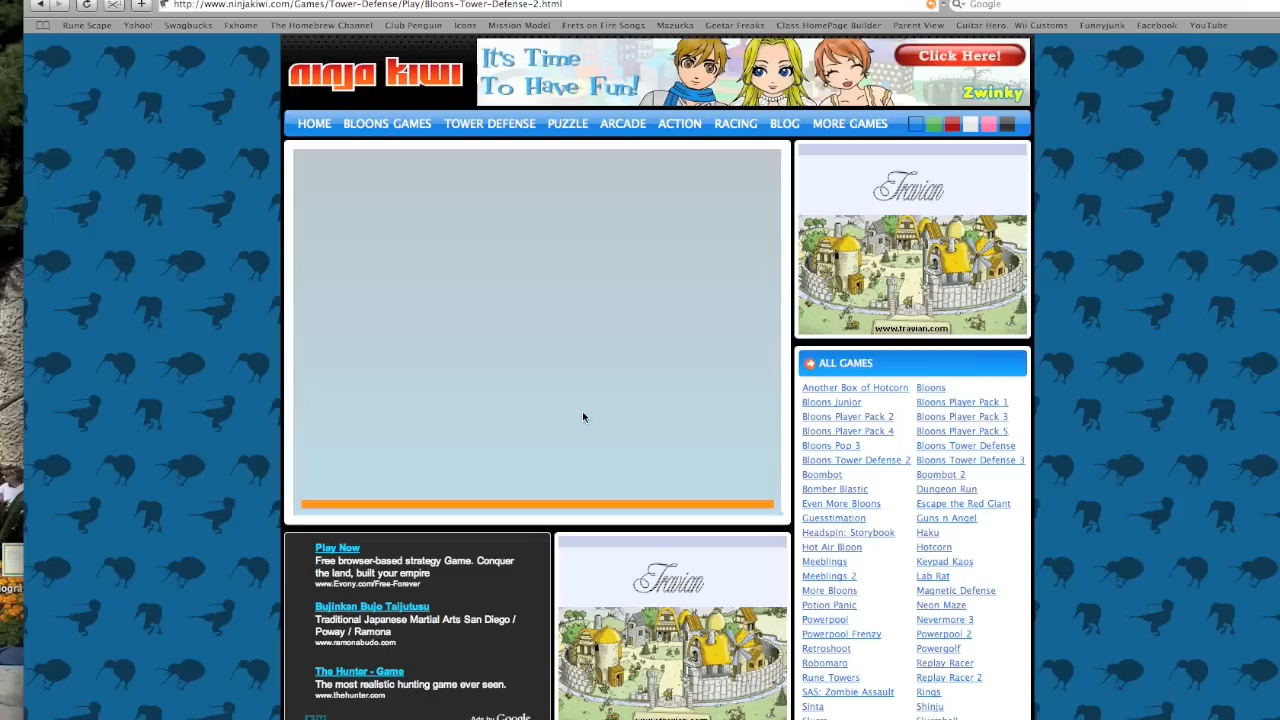 http://www.ninjakiwi.com/Games/Tower-Defense/Play/Bloons-Tower-Defense-2.html
Google
Rune Scape Yahoo! Swagbucks Fxhome The Homebrew Channel Club Penguin Icons Mission Model Frets on Fire Songs Mazurka Geetar Freaks Class HomePage Builder Parent View Guitar Hero. Wii Customs Funnyjunk Facebook YouTube
ninja kiwi
It's Time
To Have Fun!
Click Here!
Zwinky
HOME BLOONS GAMES TOWER DEFENSE PUZZLE ARCADE ACTION RACING BLOG MORE GAMES
Travian
www.travian.com
ALL GAMES
Another Box of Hotcorn Bloons
Bloons Junior Bloons Player Pack 1
Bloons Player Pack 2 Bloons Player Pack 3
Bloons Player Pack 4 Bloons Player Pack 5
Bloons Pop 3 Bloons Tower Defense
Bloons Tower Defense 2 Bloons Tower Defense 3
Boombot Boombot 2
Bomber Blastic Dungeon Run
Even More Bloons Escape the Red Giant
Guesstimation Guns n Angel
Headspin: Storybook Haku
Hot Air Bloon Hotcorn
Meeblings Keypad Kaos
Meeblings 2 Lab Rat
More Bloons Magnetic Defense
Potion Panic Neon Maze
Powerpool Nevermore 3
Powerpool Frenzy Powerpool 2
Retroshoot Powergolf
Robomaro Replay Racer
Rune Towers Replay Racer 2
SAS: Zombie Assault Rings
Sinta Shinju
Play Now
Free browser-based strategy Game. Conquer
the land, built your empire
www.Evony.com/Free-Forever
Bujinkan Bujo Taijutusu
Traditional Japanese Martial Arts San Diego /
Poway / Ramona
www.ramonabudo.com
The Hunter - Game
The most realistic hunting game ever seen.
www.thehunter.com
Ads by Google
Travian
www.travian.com